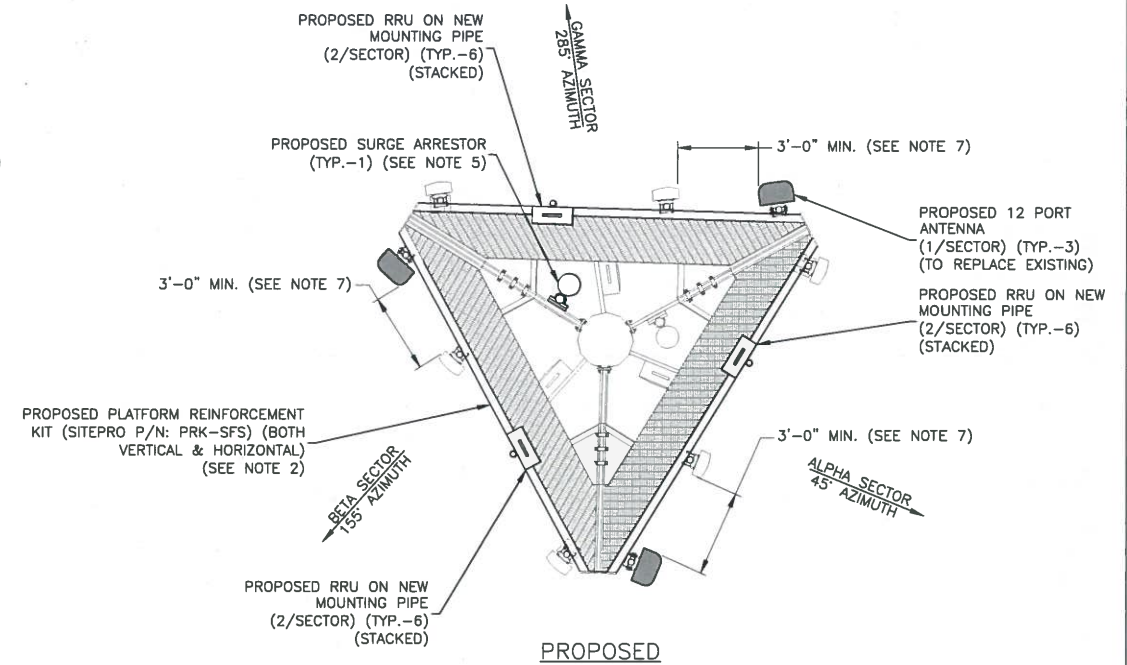 PROPOSED RRU ON NEW
MOUNTING PIPE
(2/SECTOR) (TYP.-6)
(STACKED)
GAMMA SECTOR
285° AZIMUTH
PROPOSED SURGE ARRESTOR
(TYP.-1) (SEE NOTE 5)
3'-0" MIN. (SEE NOTE 7)
PROPOSED 12 PORT
ANTENNA
(1/SECTOR) (TYP.-3)
(TO REPLACE EXISTING)
3'-0" MIN. (SEE NOTE 7)
PROPOSED RRU ON NEW
MOUNTING PIPE
(2/SECTOR) (TYP.-6)
(STACKED)
PROPOSED PLATFORM REINFORCEMENT
KIT (SITEPRO P/N: PRK-SFS) (BOTH
VERTICAL & HORIZONTAL)
(SEE NOTE 2)
3'-0" MIN. (SEE NOTE 7)
BETA SECTOR
155° AZIMUTH
ALPHA SECTOR
45° AZIMUTH
PROPOSED RRU ON NEW
MOUNTING PIPE
(2/SECTOR) (TYP.-6)
(STACKED)
PROPOSED